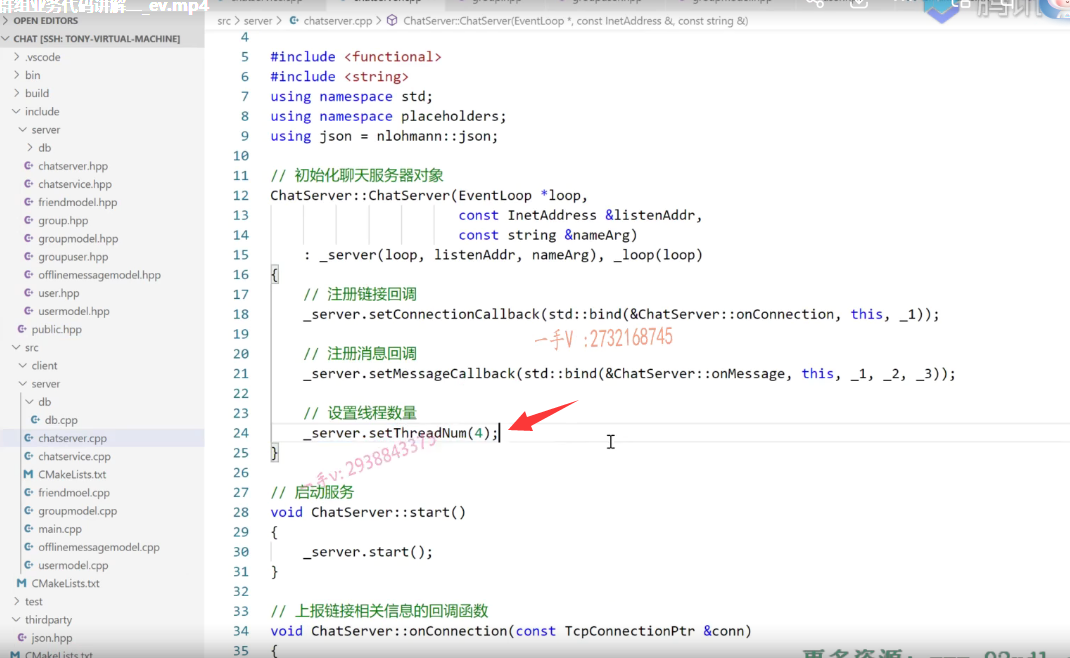 群组业务代码讲解__ev.mp4
OPEN EDITORS
CHAT [SSH: TONY-VIRTUAL-MACHINE]
.vscode
bin
build
include
server
db
chatserver.hpp
chatservice.hpp
friendmodel.hpp
group.hpp
groupmodel.hpp
groupuser.hpp
offlinemessagemodel.hpp
user.hpp
usermodel.hpp
public.hpp
src
client
server
db
db.cpp
chatserver.cpp
chatservice.cpp
CMakeLists.txt
friendmoel.cpp
groupmodel.cpp
main.cpp
offlinemessagemodel.cpp
usermodel.cpp
CMakeLists.txt
test
thirdparty
json.hpp
CMakeLists.txt
src > server > chatserver.cpp > ChatServer::ChatServer(EventLoop *, const InetAddress &, const string &)
腾讯
4
5 #include <functional>
6 #include <string>
7 using namespace std;
8 using namespace placeholders;
9 using json = nlohmann::json;
10
11 // 初始化聊天服务器对象
12 ChatServer::ChatServer(EventLoop *loop,
13 const InetAddress &listenAddr,
14 const string &nameArg)
15 : _server(loop, listenAddr, nameArg), _loop(loop)
16 {
17 // 注册链接回调
18 _server.setConnectionCallback(std::bind(&ChatServer::onConnection, this, _1));
19
一手V :2732168745
20 // 注册消息回调
21 _server.setMessageCallback(std::bind(&ChatServer::onMessage, this, _1, _2, _3));
22
23 // 设置线程数量
24 _server.setThreadNum(4);
25 }
一手v: 2938843375
26
27 // 启动服务
28 void ChatServer::start()
29 {
30 _server.start();
31 }
32
33 // 上报链接相关信息的回调函数
34 void ChatServer::onConnection(const TcpConnectionPtr &conn)
35 {